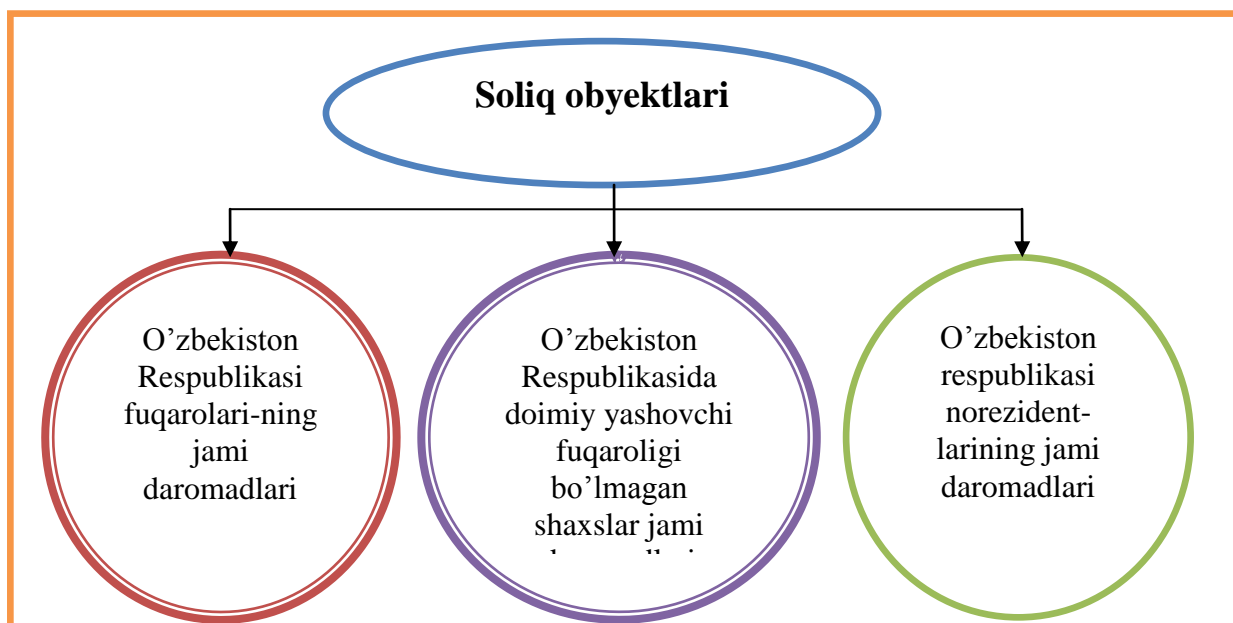 Soliq obyektlari
O’zbekiston
Respublikasi
fuqarolari-ning
jami
daromadlari
O’zbekiston
Respublikasida
doimiy yashovchi
fuqaroligi
bo’lmagan
shaxslar jami
O’zbekiston
respublikasi
norezident-
larining jami
daromadlari